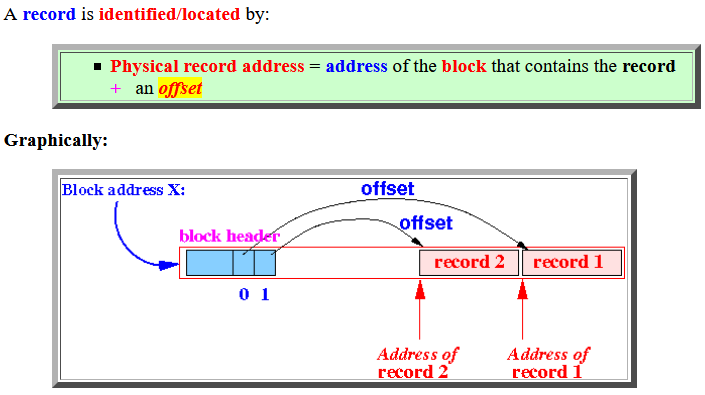 A record is identified/located by:
Physical record address = address of the block that contains the record
+ an offset
Graphically:
Block address X:
offset
offset
block header
record 2
record 1
0 1
Address of
record 2
Address of
record 1